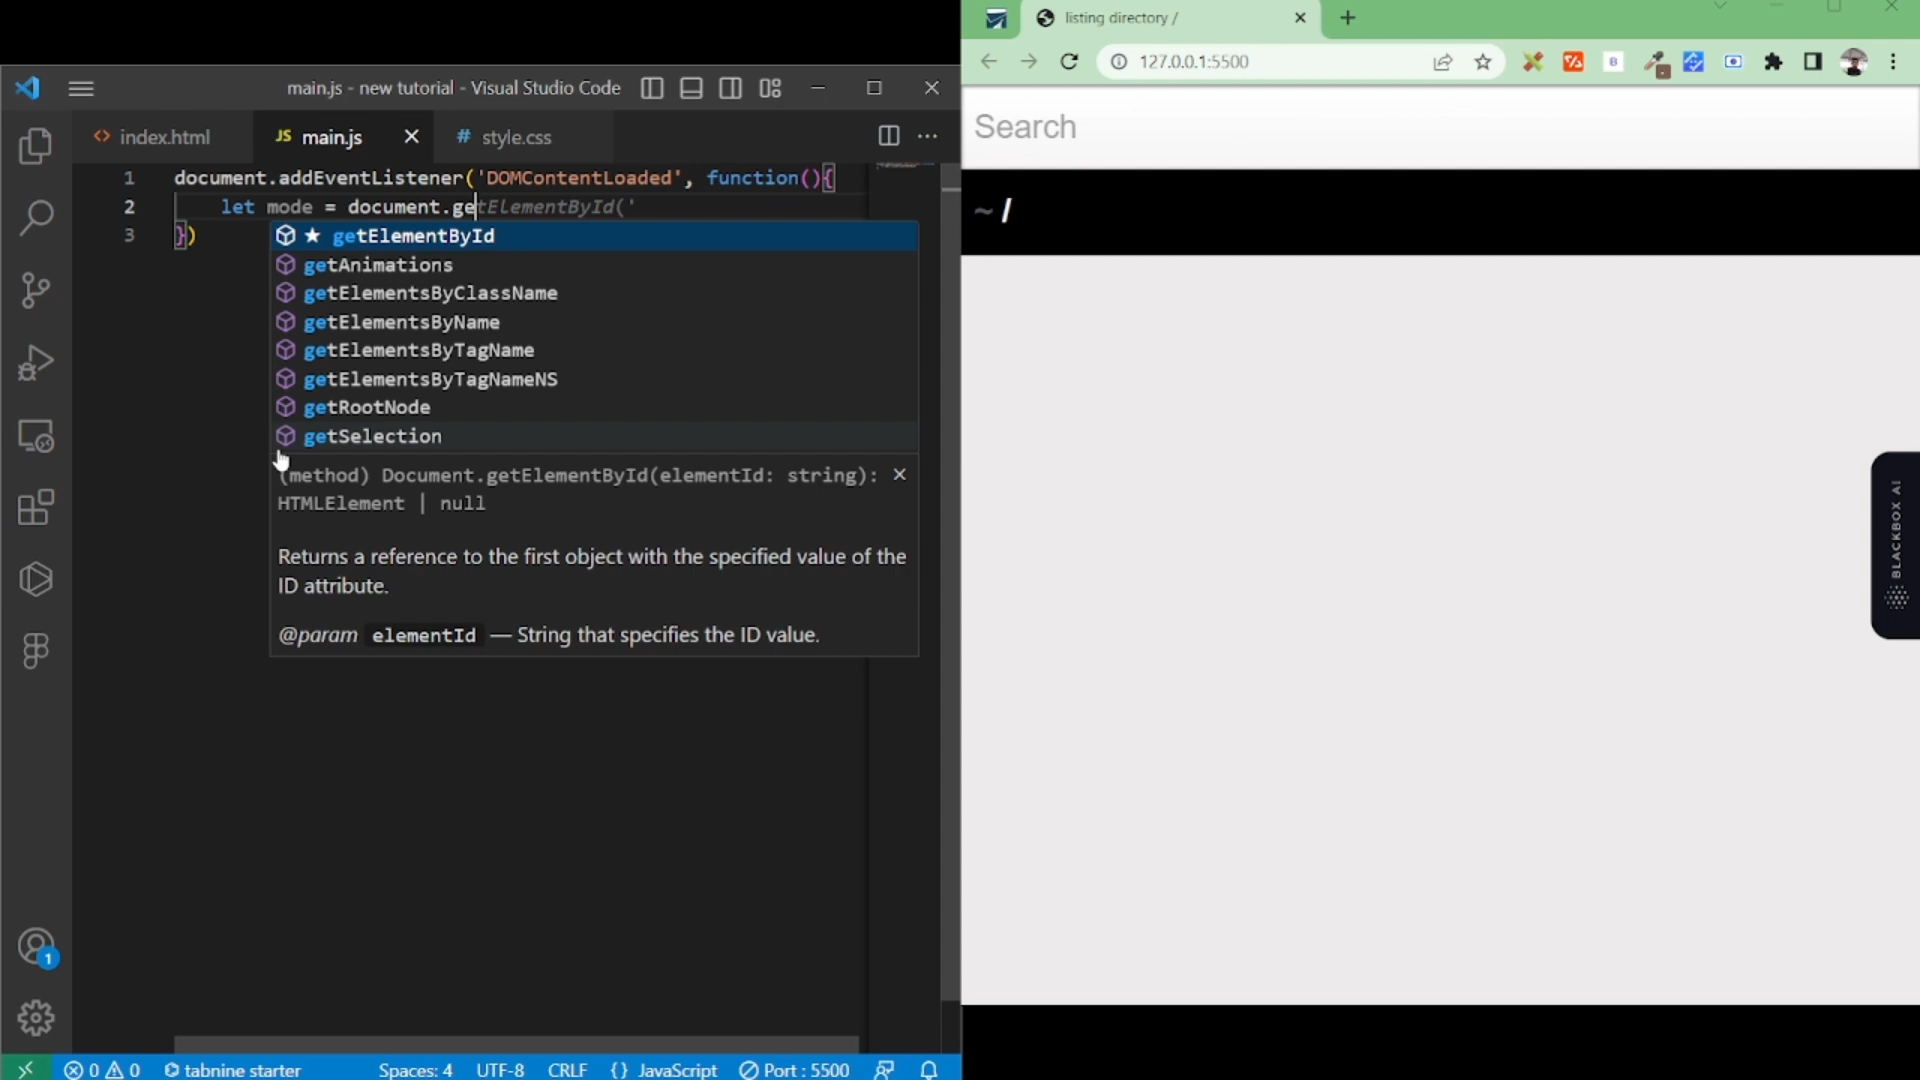 main.js - new tutorial - Visual Studio Code
index.html
JS main.js
# style.css
1 document.addEventListener('DOMContentLoaded', function(){
2 let mode = document.getElementById('
3 })
★ getElementById
getAnimations
getElementsByClassName
getElementsByName
getElementsByTagName
getElementsByTagNameNS
getRootNode
getSelection
(method) Document.getElementById(elementId: string):
HTMLElement | null
Returns a reference to the first object with the specified value of the
ID attribute.
@param elementId — String that specifies the ID value.
1
0 0 tabnine starter Spaces: 4 UTF-8 CRLF {} JavaScript Port : 5500
listing directory /
127.0.0.1:5500
B
Search
~ /
BLACKBOX AI